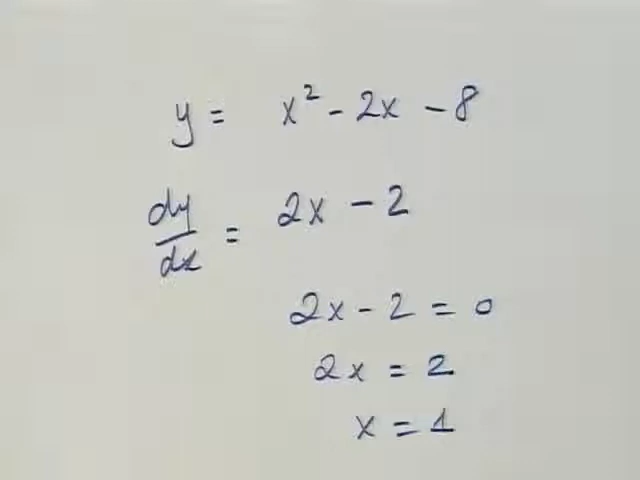 y = x² - 2x - 8
dy/dx = 2x - 2
2x - 2 = 0
2x = 2
x = 1